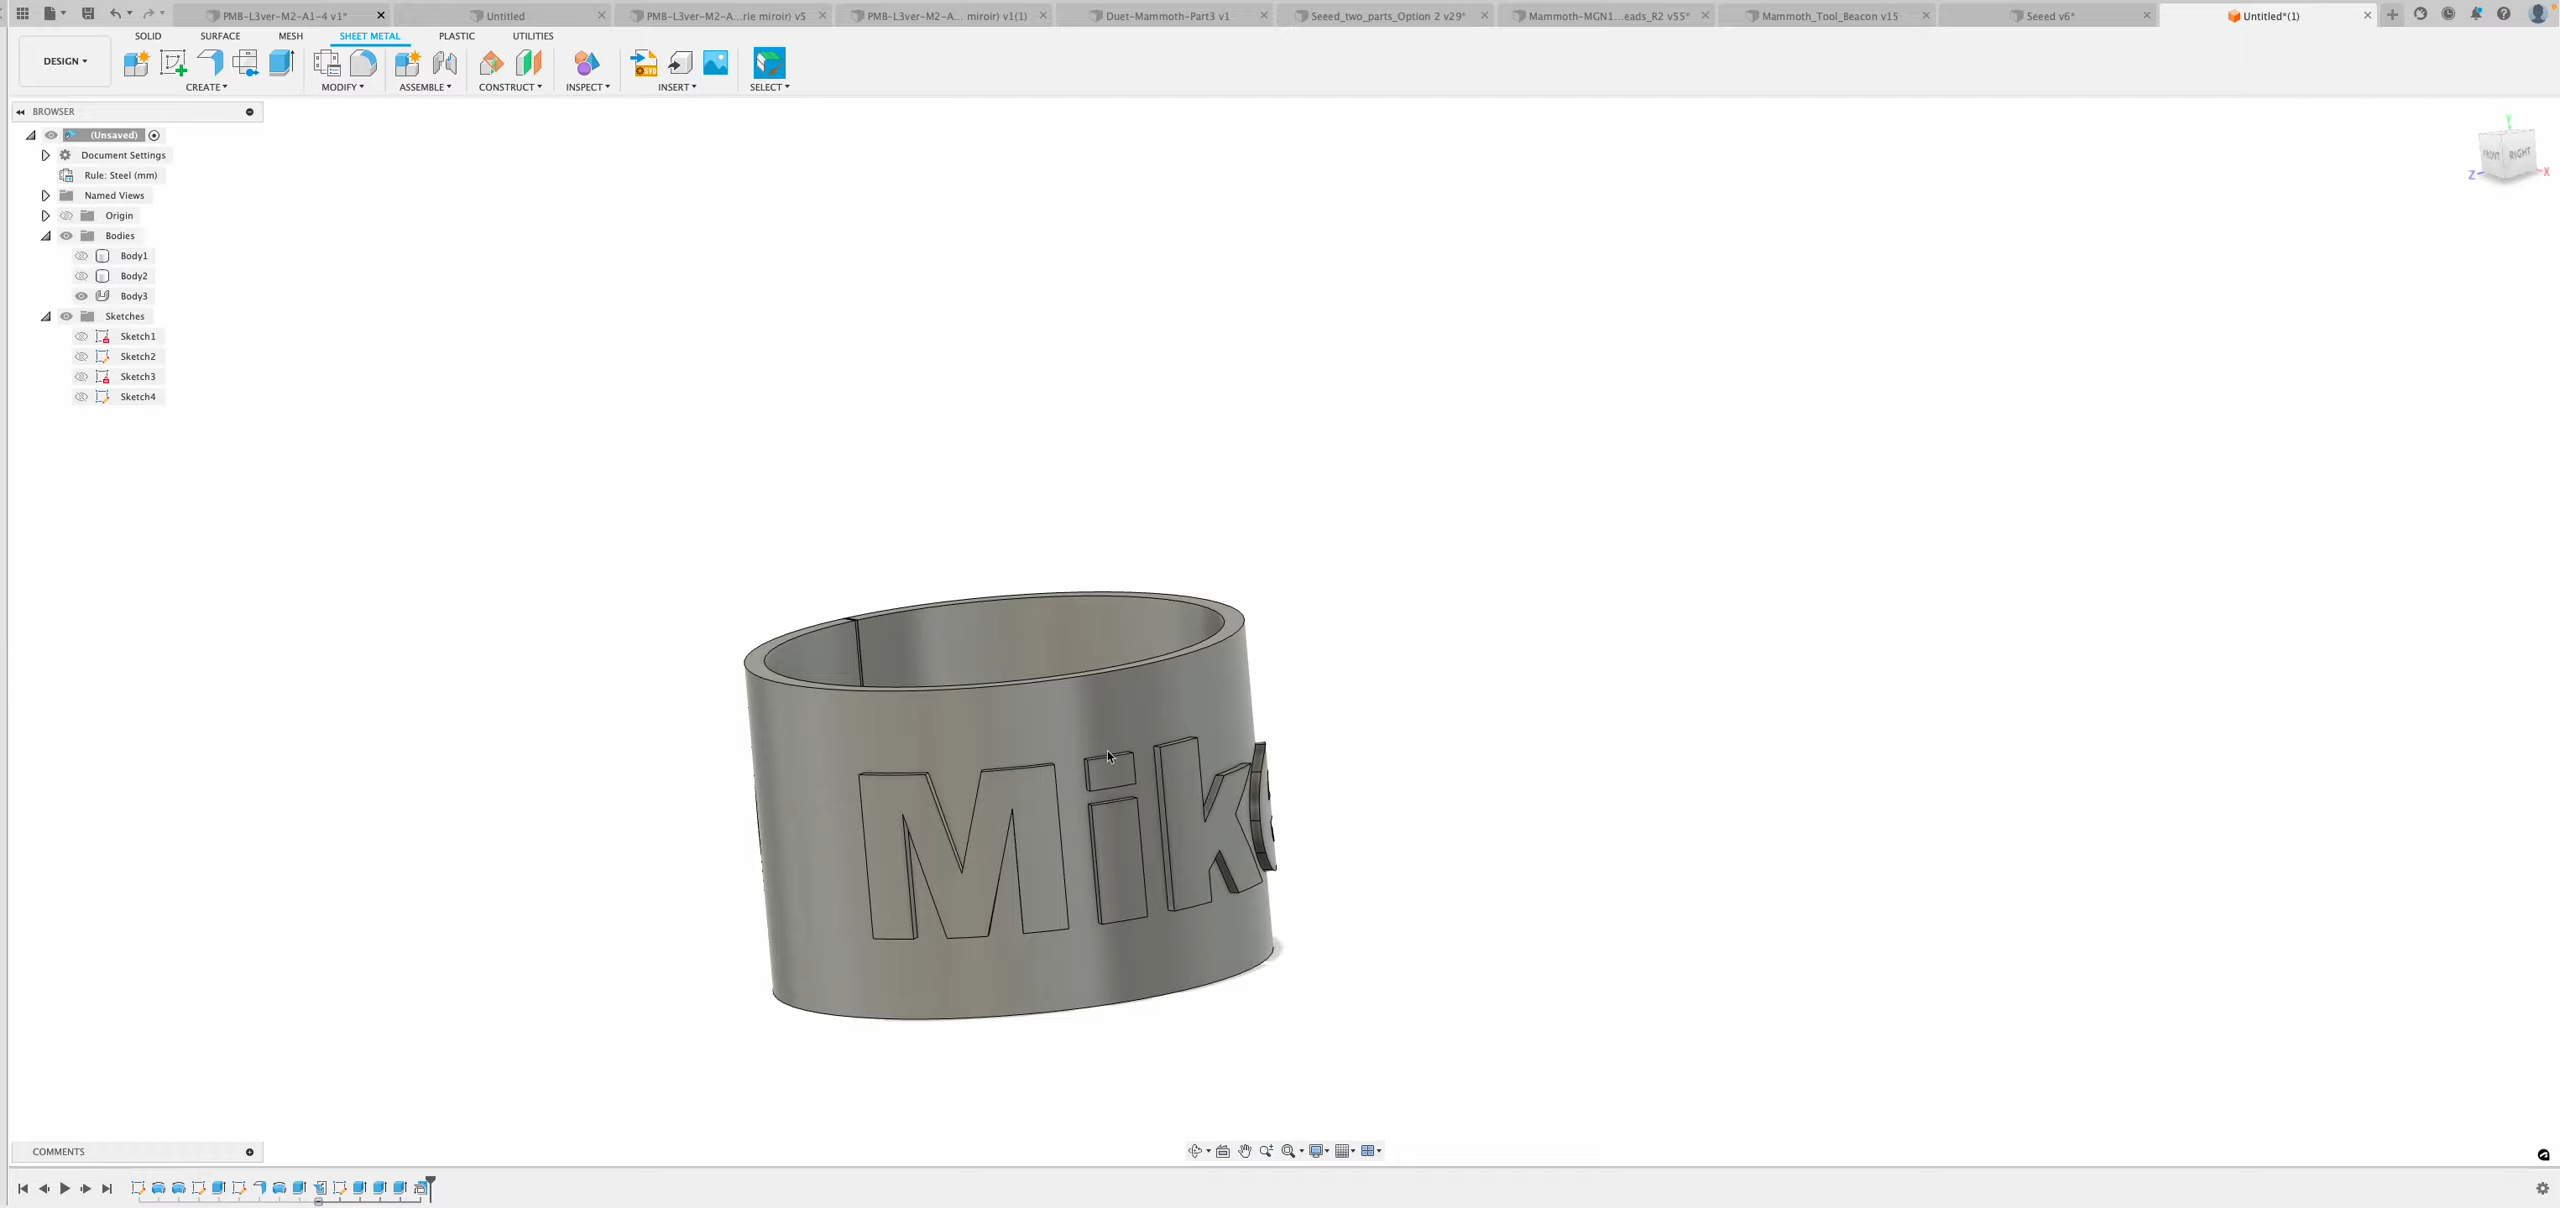 PMB-L3ver-M2-A1-4 v1*
Untitled
PMB-L3ver-M2-A...rie miroir) v5
PMB-L3ver-M2-A... miroir) v1(1)
Duet-Mammoth-Part3 v1
Seeed_two_parts_Option 2 v29*
Mammoth-MGN1...eads_R2 v55*
Mammoth_Tool_Beacon v15
Seeed v6*
Untitled*(1)
SOLID
SURFACE
MESH
SHEET METAL
PLASTIC
UTILITIES
DESIGN
CREATE
MODIFY
ASSEMBLE
CONSTRUCT
INSPECT
INSERT
SELECT
BROWSER
(Unsaved)
Document Settings
Rule: Steel (mm)
Named Views
Origin
Bodies
Body1
Body2
Body3
Sketches
Sketch1
Sketch2
Sketch3
Sketch4
Y
FRONT
RIGHT
Z
X
Mike
COMMENTS